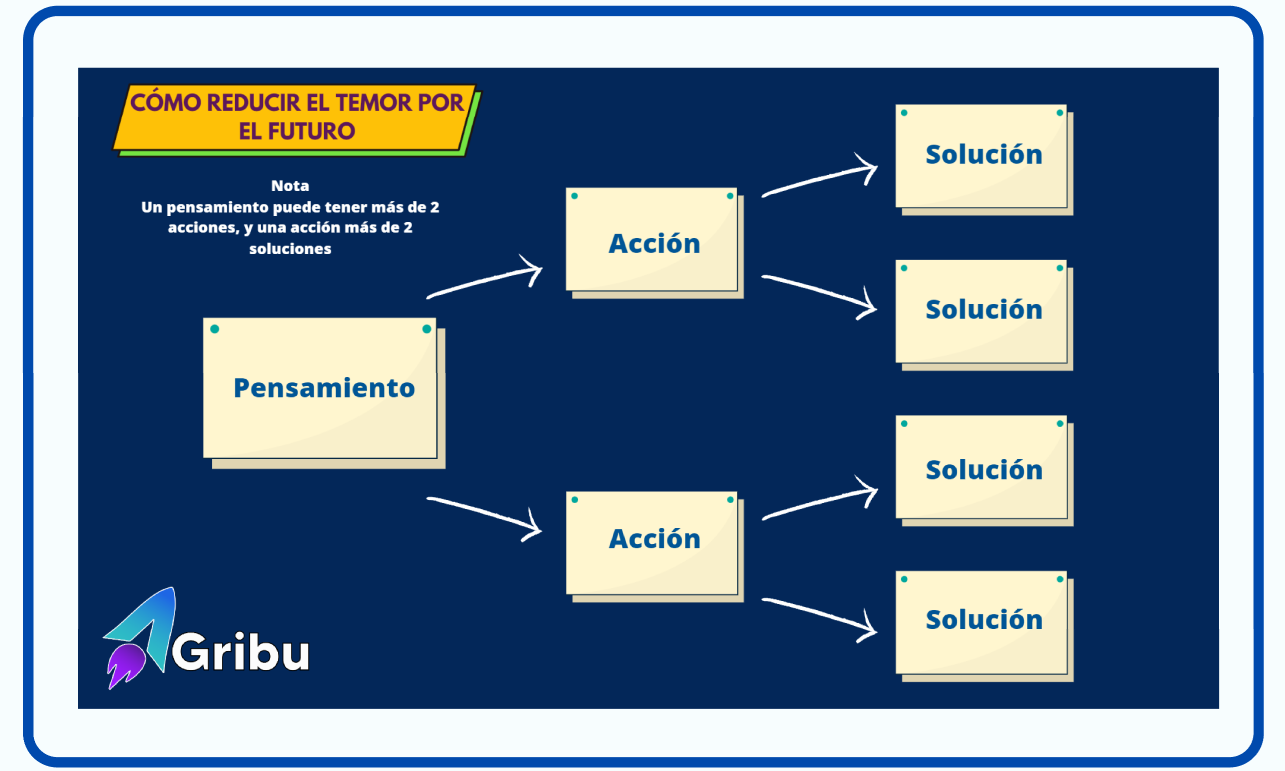 CÓMO REDUCIR EL TEMOR POR
EL FUTURO
Nota
Un pensamiento puede tener más de 2
acciones, y una acción más de 2
soluciones
Pensamiento
Acción
Acción
Solución
Solución
Solución
Solución
Gribu